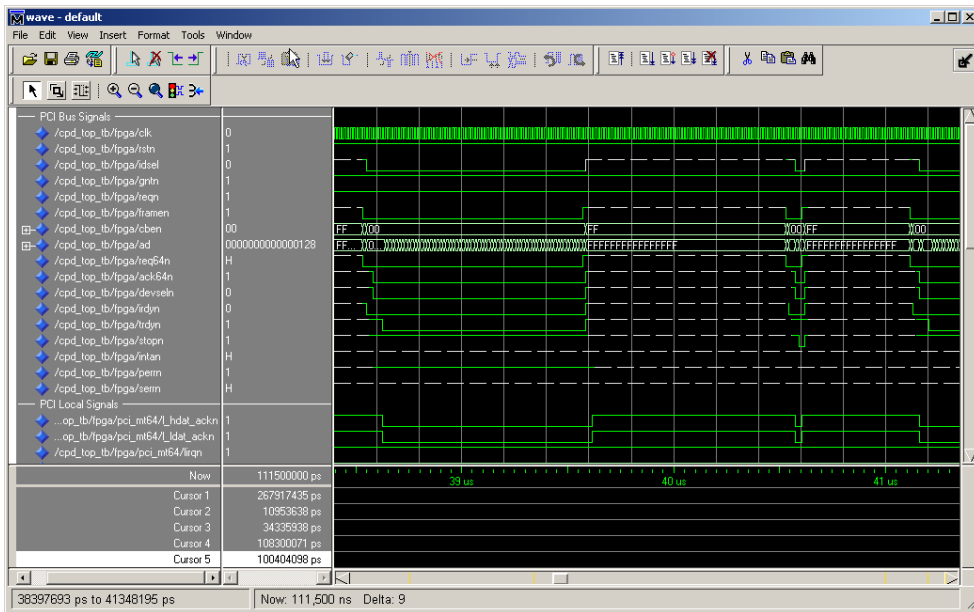 wave - default
File Edit View Insert Format Tools Window
PCI Bus Signals
/cpd_top_tb/fpga/clk 0
/cpd_top_tb/fpga/rstn 1
/cpd_top_tb/fpga/idsel 0
/cpd_top_tb/fpga/gntn 1
/cpd_top_tb/fpga/reqn 1
/cpd_top_tb/fpga/framen 1
/cpd_top_tb/fpga/cben 00 FF 00 FF 00 FF 00
/cpd_top_tb/fpga/ad 0000000000000128 FF... 0... FFFFFFFFFFFFFFFF FFFFFFFFFFFFFFFF
/cpd_top_tb/fpga/req64n H
/cpd_top_tb/fpga/ack64n 1
/cpd_top_tb/fpga/devseln 0
/cpd_top_tb/fpga/irdyn 0
/cpd_top_tb/fpga/trdyn 1
/cpd_top_tb/fpga/stopn 1
/cpd_top_tb/fpga/intan H
/cpd_top_tb/fpga/perrn 1
/cpd_top_tb/fpga/serrn H
PCI Local Signals
...op_tb/fpga/pci_mt64/l_hdat_ackn 1
...op_tb/fpga/pci_mt64/l_ldat_ackn 1
/cpd_top_tb/fpga/pci_mt64/lirqn 1
Now 111500000 ps 39 us 40 us 41 us
Cursor 1 267917435 ps
Cursor 2 10953638 ps
Cursor 3 34335938 ps
Cursor 4 108300071 ps
Cursor 5 100404098 ps
38397693 ps to 41348195 ps Now: 111,500 ns Delta: 9